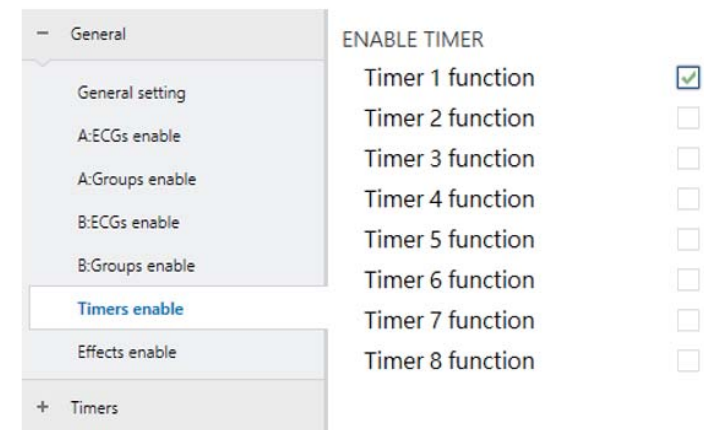 General
General setting
A:ECGs enable
A:Groups enable
B:ECGs enable
B:Groups enable
Timers enable
Effects enable
Timers
ENABLE TIMER
Timer 1 function
Timer 2 function
Timer 3 function
Timer 4 function
Timer 5 function
Timer 6 function
Timer 7 function
Timer 8 function